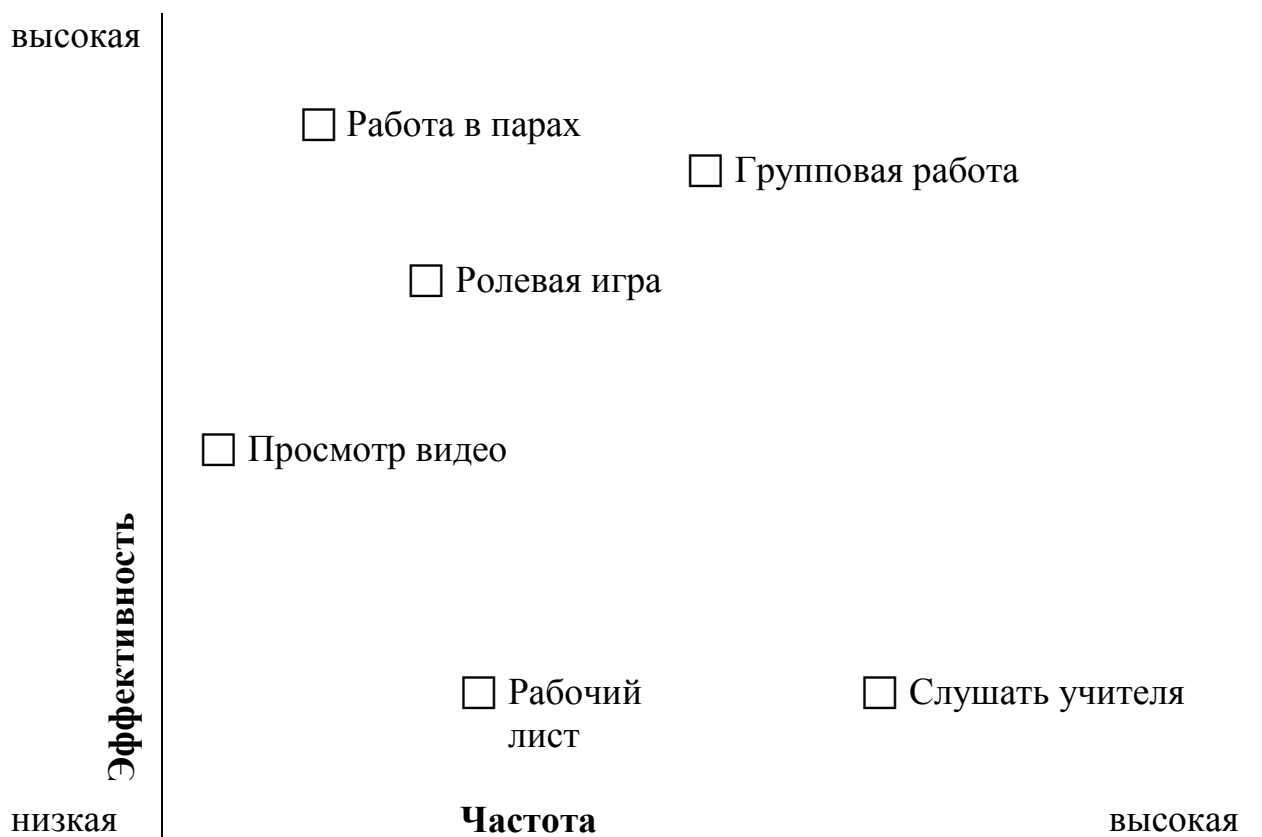 высокая
Работа в парах
Групповая работа
Ролевая игра
Просмотр видео
Эффективность
Рабочий
лист
Слушать учителя
низкая
Частота
высокая